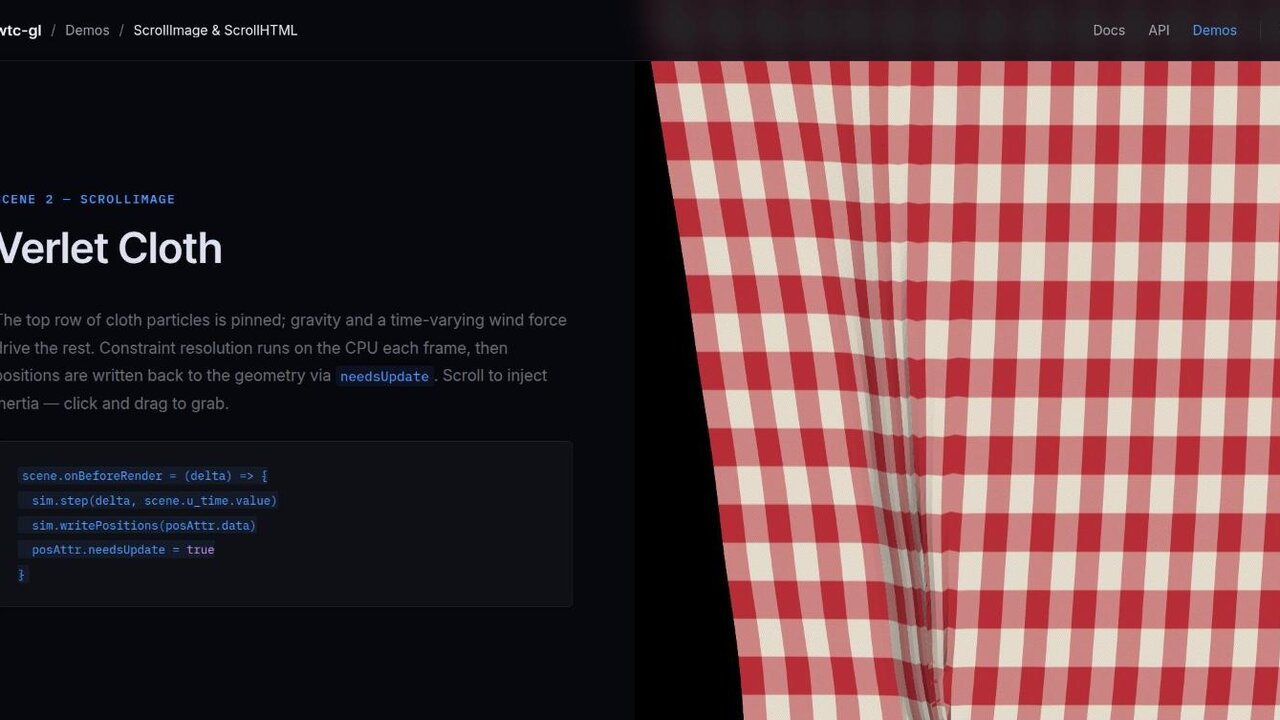 wtc-gl / Demos / ScrollImage & ScrollHTML
Docs API Demos
SCENE 2 — SCROLLIMAGE
Verlet Cloth
The top row of cloth particles is pinned; gravity and a time-varying wind force
drive the rest. Constraint resolution runs on the CPU each frame, then
positions are written back to the geometry via needsUpdate. Scroll to inject
inertia — click and drag to grab.
scene.onBeforeRender = (delta) => {
sim.step(delta, scene.u_time.value)
sim.writePositions(posAttr.data)
posAttr.needsUpdate = true
}